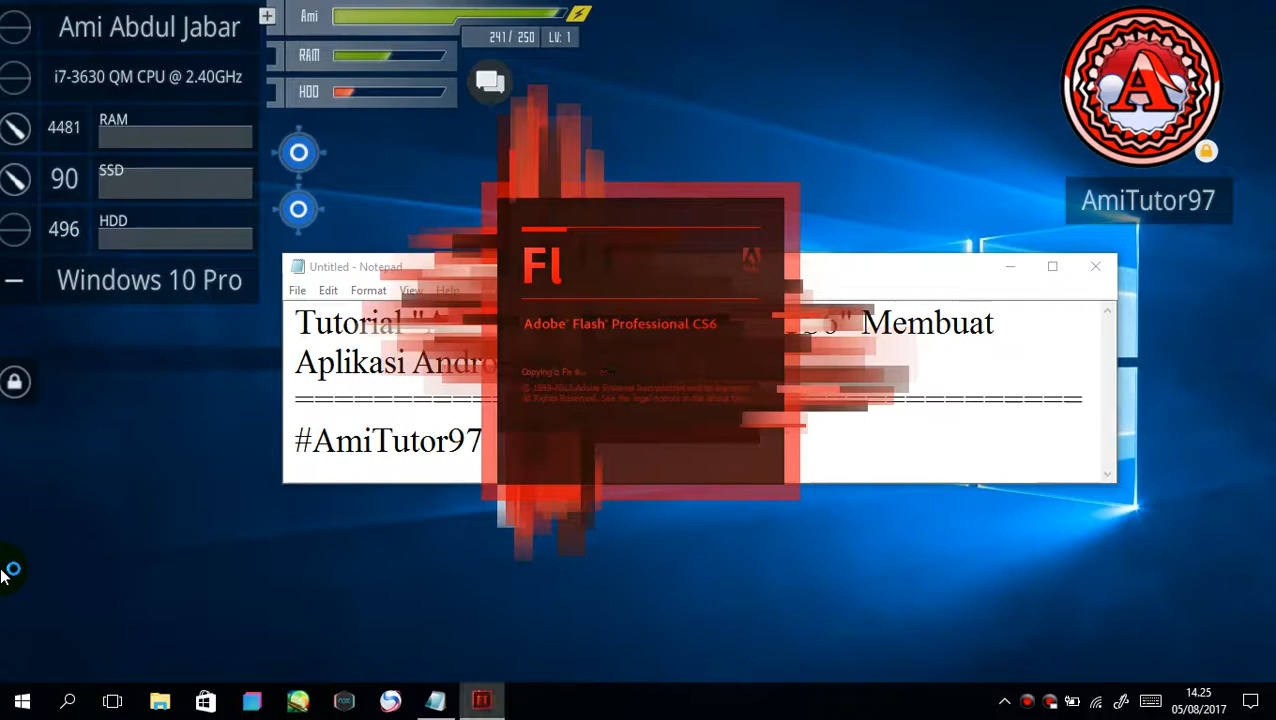 Ami Abdul Jabar
i7-3630 QM CPU @ 2.40GHz
4481 RAM
90 SSD
496 HDD
Windows 10 Pro
Ami
241/ 250 LV: 1
RAM
HDD
A
AmiTutor97
Untitled - Notepad
File Edit Format View Help
Tutorial Membuat
Aplikasi
#AmiTutor97
Fl
Adobe® Flash® Professional CS6
14.25
05/08/2017